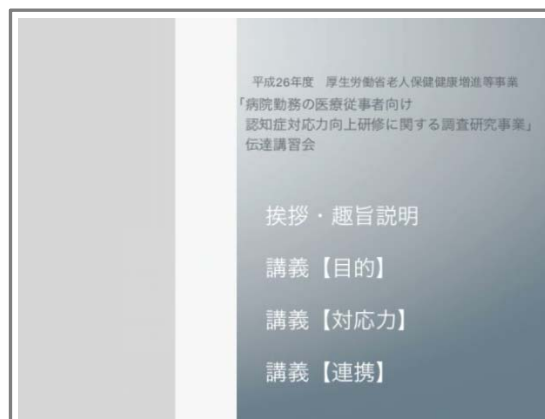 平成26年度　厚生労働省老人保健健康増進等事業
「病院勤務の医療従事者向け
認知症対応力向上研修に関する調査研究事業」
伝達講習会
挨拶・趣旨説明
講義【目的】
講義【対応力】
講義【連携】